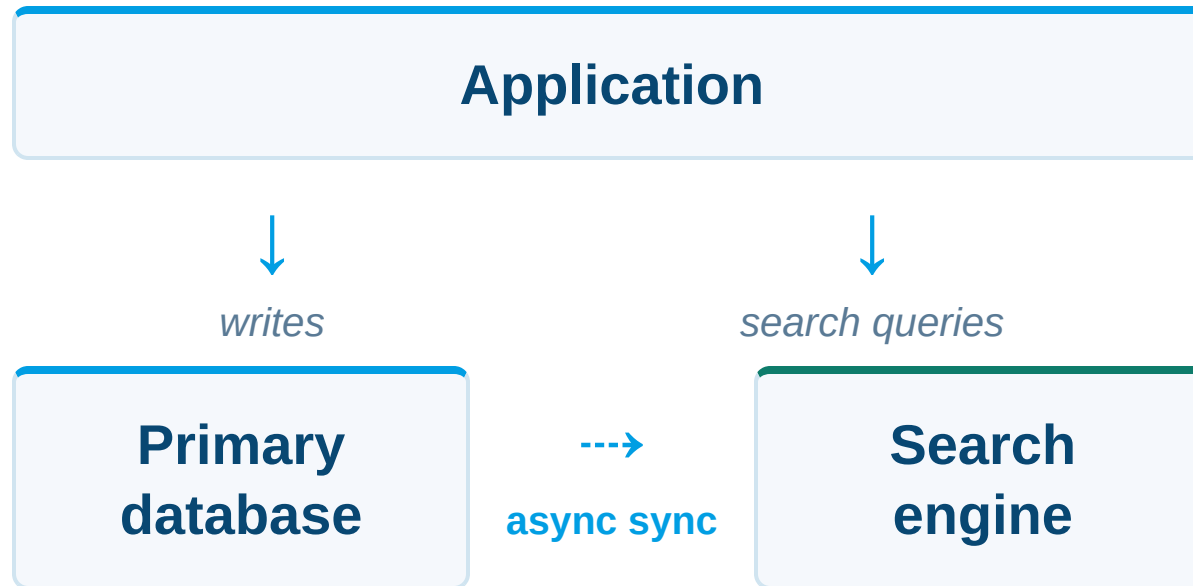 Application
writes
search queries
Primary
database
async sync
Search
engine